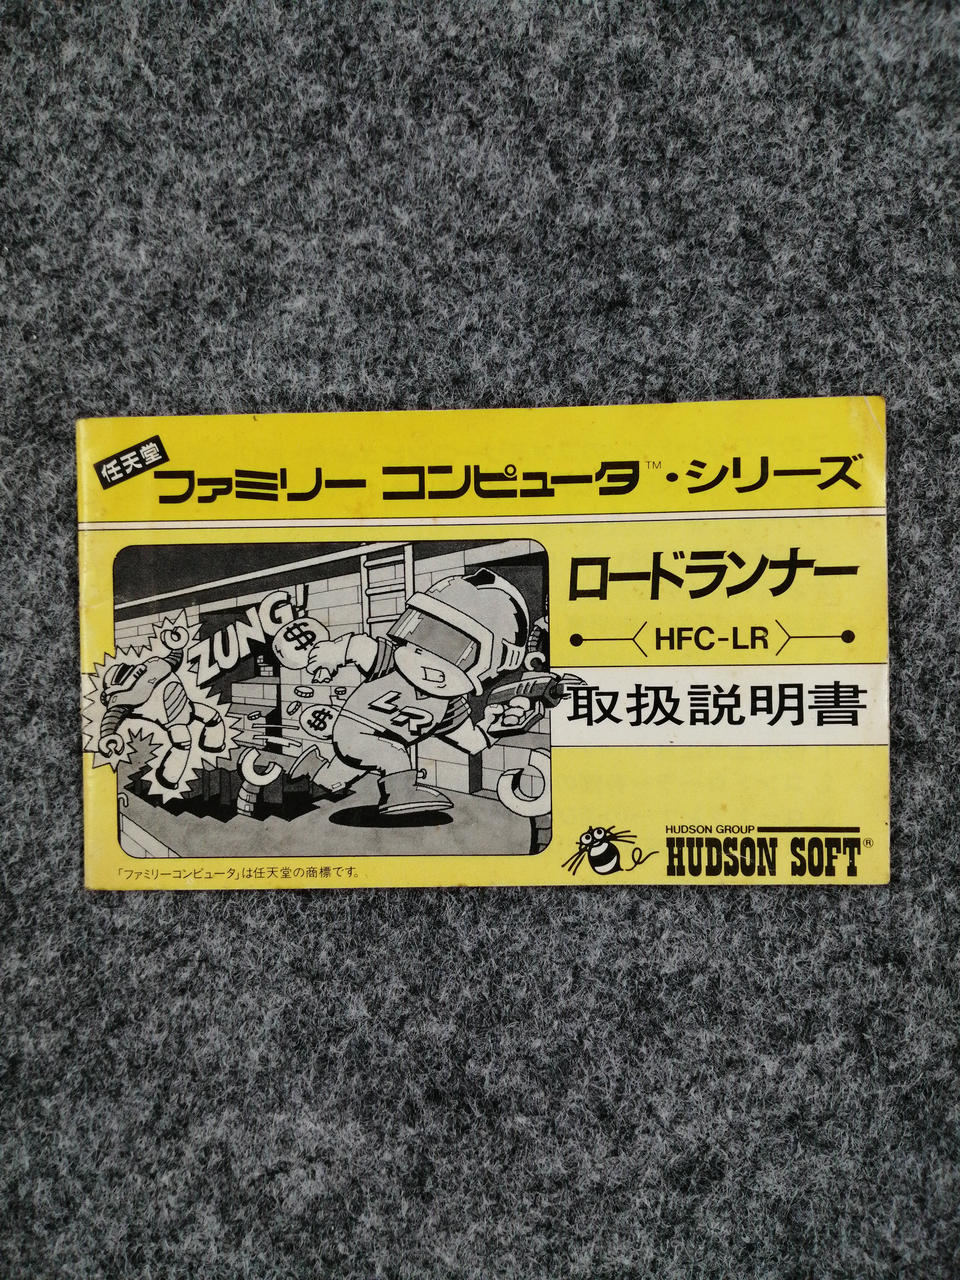 任天堂
ファミリー コンピュータ™・シリーズ
ロードランナー
HFC-LR
取扱説明書
ZUNG!!
$
LR
$
「ファミリーコンピュータ」は任天堂の商標です。
HUDSON GROUP
HUDSON SOFT®